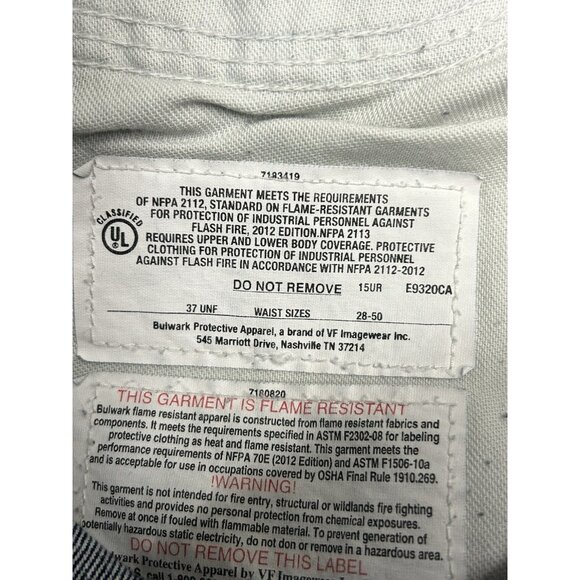 7183419
THIS GARMENT MEETS THE REQUIREMENTS
OF NFPA 2112, STANDARD ON FLAME-RESISTANT GARMENTS
FOR PROTECTION OF INDUSTRIAL PERSONNEL AGAINST
FLASH FIRE, 2012 EDITION.NFPA 2113
REQUIRES UPPER AND LOWER BODY COVERAGE. PROTECTIVE
CLOTHING FOR PROTECTION OF INDUSTRIAL PERSONNEL
AGAINST FLASH FIRE IN ACCORDANCE WITH NFPA 2112-2012
CLASSIFIED
UL
DO NOT REMOVE 15UR E9320CA
37 UNF WAIST SIZES 28-50
Bulwark Protective Apparel, a brand of VF Imagewear Inc.
545 Marriott Drive, Nashville TN 37214
7180820
THIS GARMENT IS FLAME RESISTANT
Bulwark flame resistant apparel is constructed from flame resistant fabrics and
components. It meets the requirements specified in ASTM F2302-08 for labeling
protective clothing as heat and flame resistant. This garment meets the
performance requirements of NFPA 70E (2012 Edition) and ASTM F1506-10a
and is acceptable for use in occupations covered by OSHA Final Rule 1910.269.
!WARNING!
This garment is not intended for fire entry, structural or wildlands fire fighting
activities and provides no personal protection from chemical exposures.
Remove at once if fouled with flammable material. To prevent generation of
potentially hazardous static electricity, do not don or remove in a hazardous
DO NOT REMOVE THIS LABEL
Bulwark Protective Apparel by VF Imagewear Inc.
call